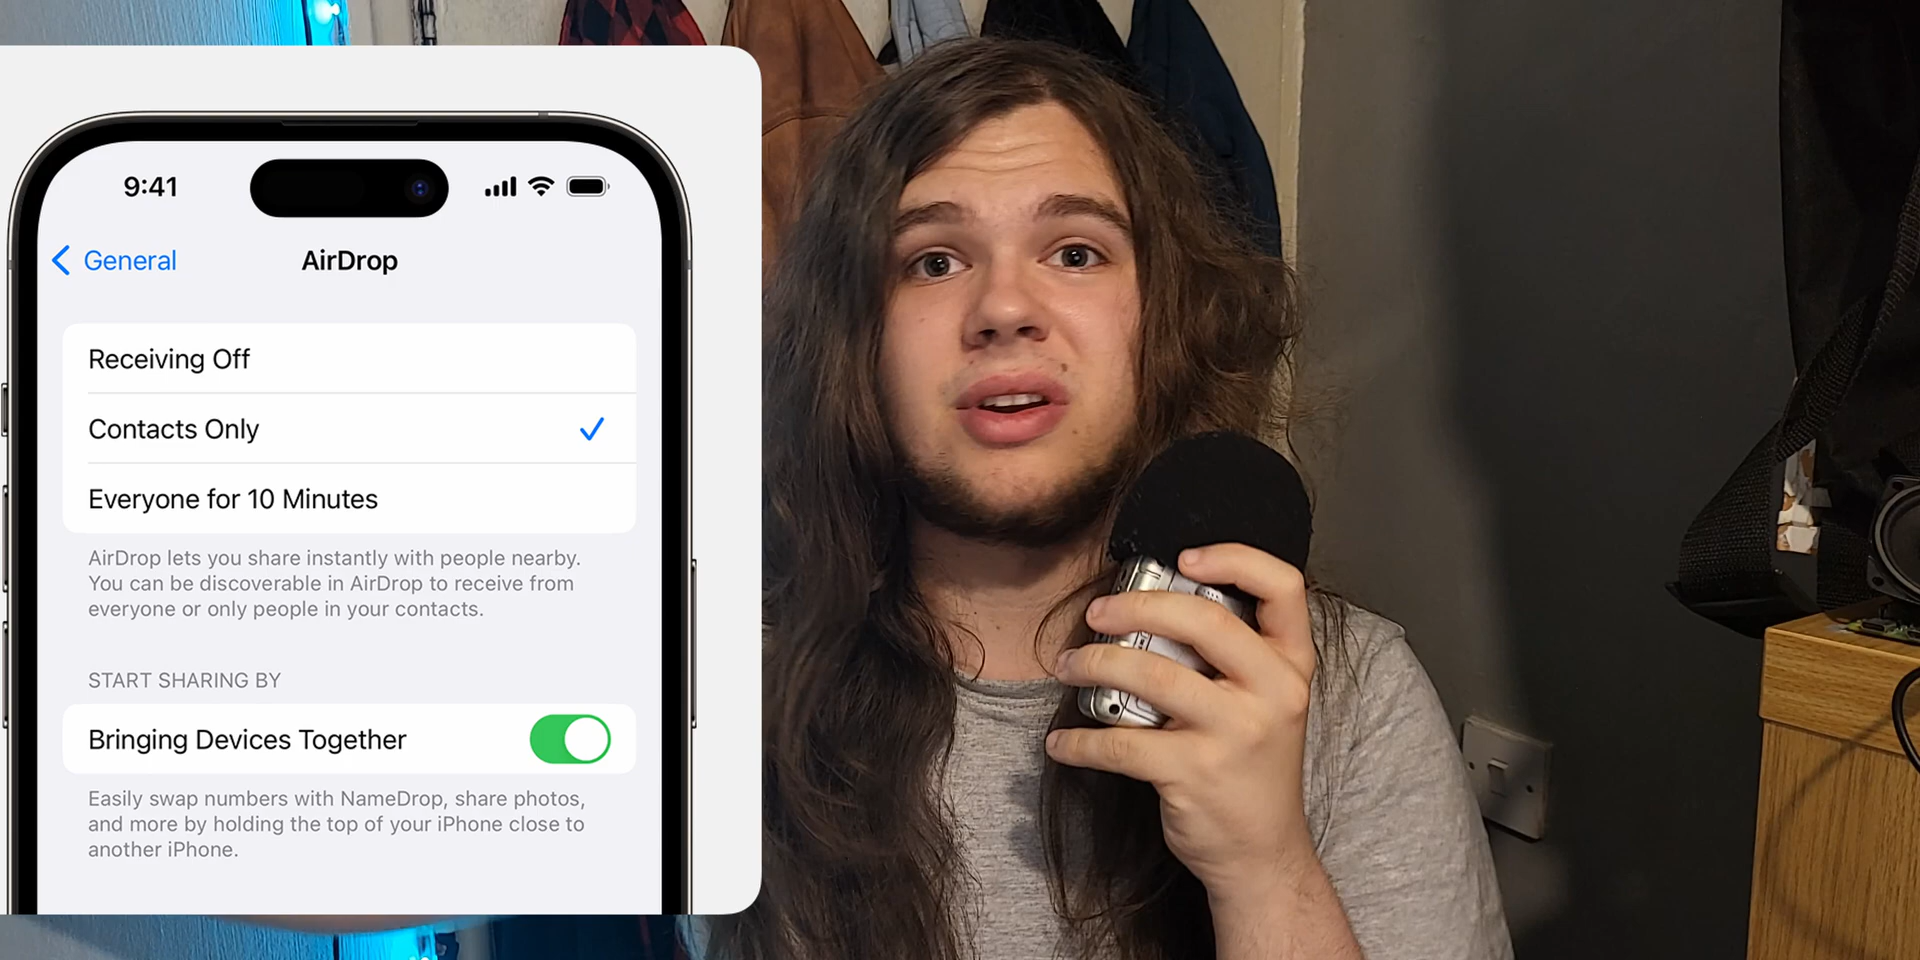 9:41
General
AirDrop
Receiving Off
Contacts Only
Everyone for 10 Minutes
AirDrop lets you share instantly with people nearby.
You can be discoverable in AirDrop to receive from
everyone or only people in your contacts.
START SHARING BY
Bringing Devices Together
Easily swap numbers with NameDrop, share photos,
and more by holding the top of your iPhone close to
another iPhone.